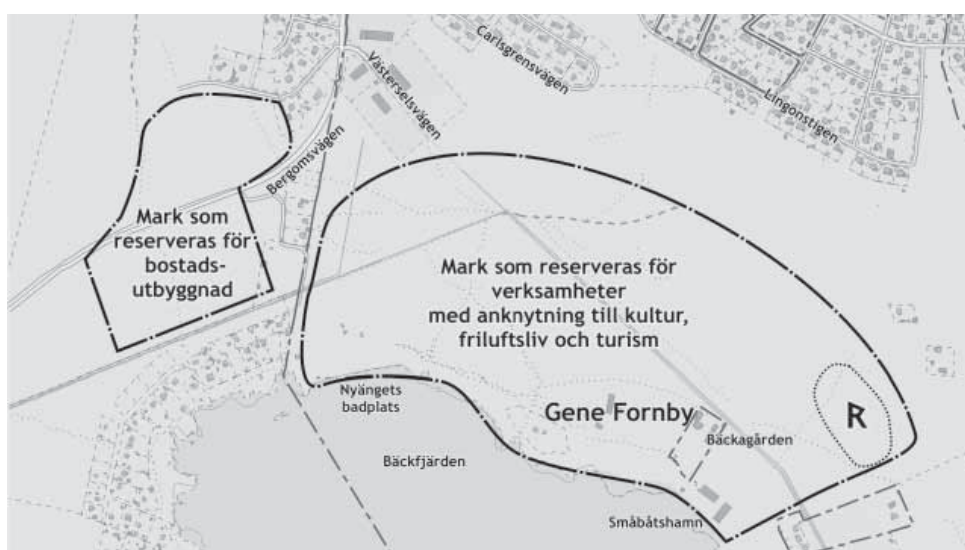 Carlsgrensvägen
Västerselsvägen
Lingonstigen
Bergomsvägen
Mark som
reserveras för
bostads-
utbyggnad
Mark som reserveras för
verksamheter
med anknytning till kultur,
friluftsliv och turism
Nyängets
badplats
Gene Fornby
R
Bäckagården
Bäckfjärden
Småbåtshamn